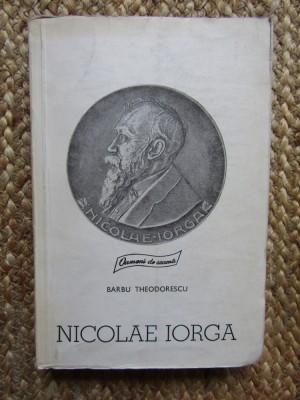 NICOLAE·IORGA
Oameni de seamă
BARBU THEODORESCU
NICOLAE IORGA